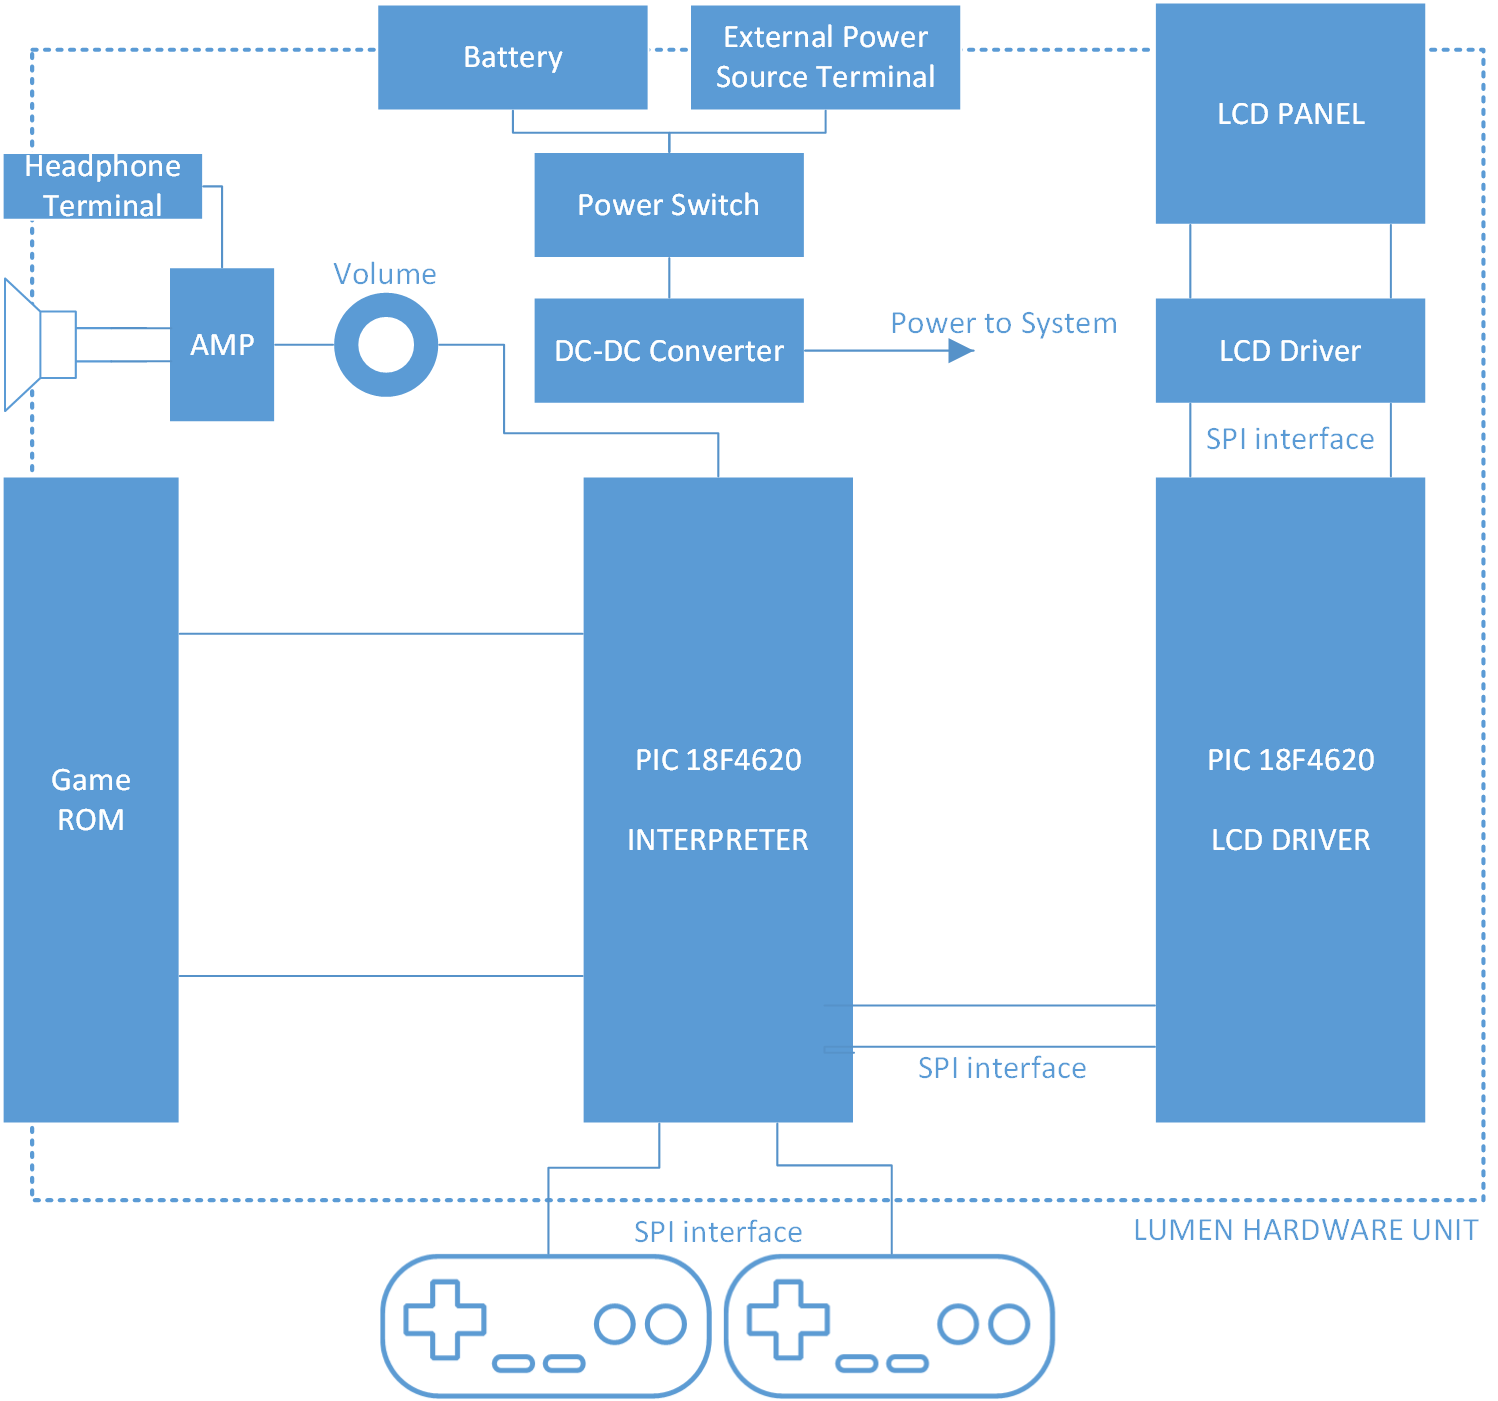 Battery
External Power
Source Terminal
LCD PANEL
Headphone
Terminal
Power Switch
Volume
AMP
DC-DC Converter
Power to System
LCD Driver
SPI interface
Game
ROM
PIC 18F4620
INTERPRETER
PIC 18F4620
LCD DRIVER
SPI interface
SPI interface
LUMEN HARDWARE UNIT